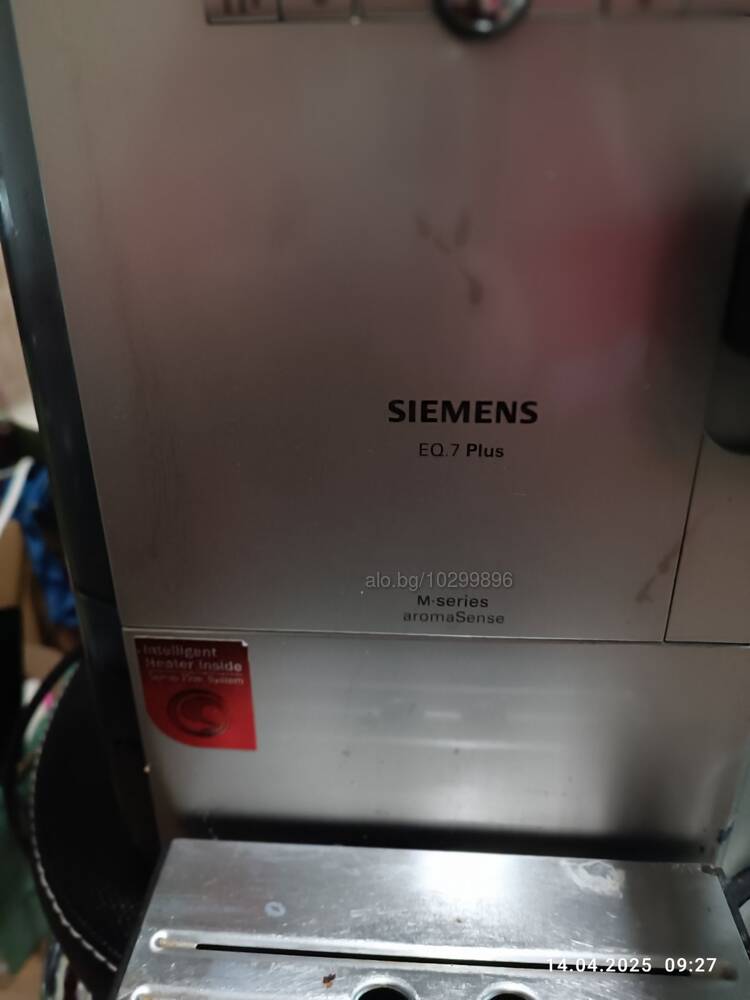 SIEMENS
EQ.7 Plus
alo.bg/10299896
M-series
aromaSense
Intelligent
Heater Inside
14.04.2025 09:27